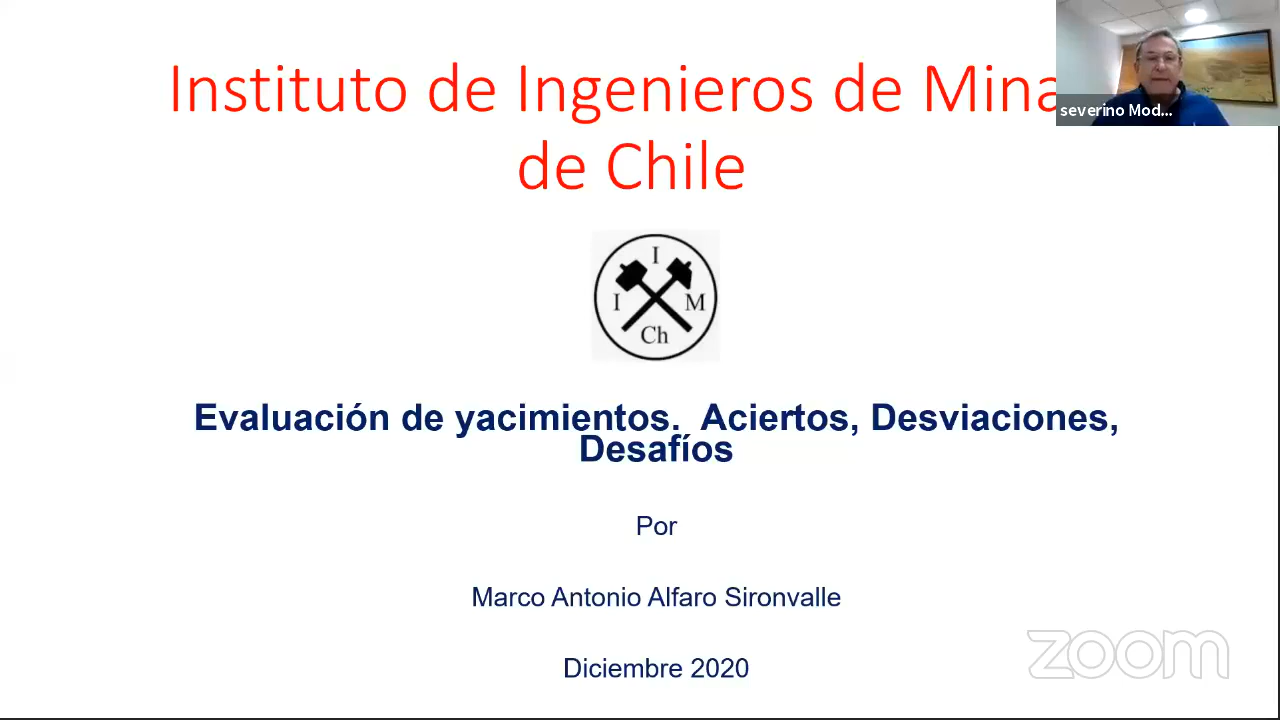 Instituto de Ingenieros de Mina
de Chile
severino Mod...
I
I M
Ch
Evaluación de yacimientos.  Aciertos, Desviaciones,
Desafíos
Por
Marco Antonio Alfaro Sironvalle
Diciembre 2020
zoom